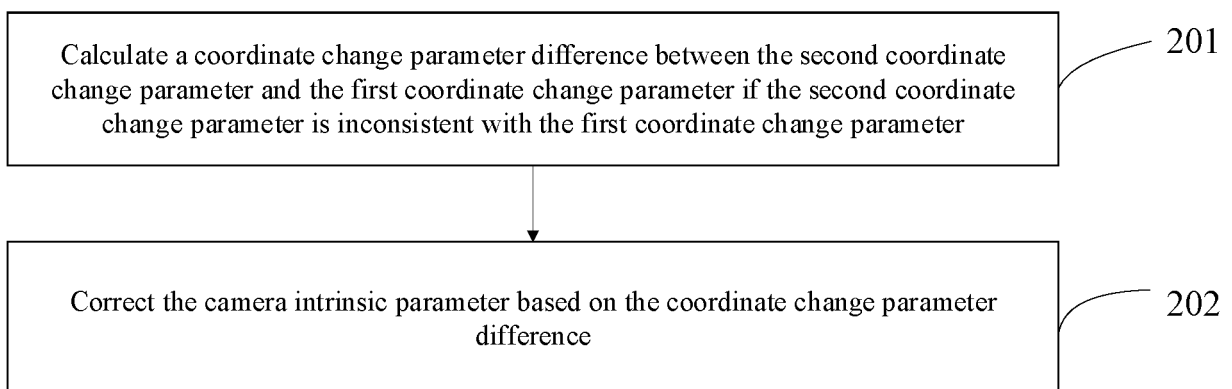 Calculate a coordinate change parameter difference between the second coordinate
change parameter and the first coordinate change parameter if the second coordinate
change parameter is inconsistent with the first coordinate change parameter
201
Correct the camera intrinsic parameter based on the coordinate change parameter
difference
202